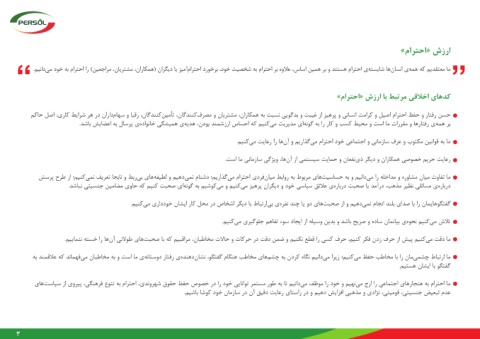 PERSÓL
ارزش «احترام»
ما معتقدیم که همه‌ی انسان‌ها شایسته‌ی احترام هستند و بر همین اساس، علاوه بر احترام به شخصیت خود، برخورد احترام‌آمیز با دیگران (همکاران، مشتریان، مراجعین) را احترام به خود می‌دانیم.
کدهای اخلاقی مرتبط با ارزش «احترام»
حسن رفتار و حفظ احترام اصیل و کرامت انسانی و پرهیز از غیبت و بدگویی نسبت به همکاران، مشتریان و مصرف‌کنندگان، تأمین‌کنندگان، رقبا و سهام‌داران در هر شرایط کاری، اصل حاکم
بر همه‌ی رفتارها و مقررات ما است و محیط کسب و کار را به گونه‌ای مدیریت می‌کنیم که احساس ارزشمند بودن، هدیه‌ی همیشگی خانواده‌ی پرسال به اعضایش باشد.
ما به قوانین مکتوب و عرف سازمانی و اجتماعی خود احترام می‌گذاریم و آن‌ها را رعایت می‌کنیم.
رعایت حریم خصوصی همکاران و دیگر ذی‌نفعان و حمایت سیستمی از آن‌ها، ویژگی سازمانی ما است.
ما تفاوت میان مشاوره و مداخله را می‌دانیم و به حساسیت‌های مربوط به روابط میان‌فردی احترام می‌گذاریم: دشنام نمی‌دهیم و لطیفه‌های بی‌ربط و نابجا تعریف نمی‌کنیم؛ از طرح پرسش
درباره‌ی مسائلی نظیر مذهب، درآمد یا صحبت درباره‌ی علائق سیاسی خود و دیگران پرهیز می‌کنیم و می‌کوشیم به گونه‌ای صحبت کنیم که حاوی مضامین جنسیتی نباشد.
گفتگوهایمان را با صدای بلند انجام نمی‌دهیم و از صحبت‌های دو یا چند نفره‌ی بی‌ارتباط با دیگر اشخاص در محل کار ایشان خودداری می‌کنیم.
تلاش می‌کنیم نحوه‌ی بیانمان ساده و صریح باشد و بدین وسیله از ایجاد سوء تفاهم جلوگیری می‌کنیم.
ما دقت می‌کنیم پیش از حرف زدن فکر کنیم، حرف کسی را قطع نکنیم و ضمن دقت در حرکات و حالات مخاطبان، مراقبیم که با صحبت‌های طولانی آن‌ها را خسته ننماییم.
ما ارتباط چشمی‌مان را با مخاطب حفظ می‌کنیم؛ زیرا می‌دانیم نگاه کردن به چشم‌های مخاطب هنگام گفتگو، نشان‌دهنده‌ی رفتار دوستانه‌ی ما است و به مخاطبان می‌فهماند که علاقمند به
گفتگو با ایشان هستیم.
ما احترام به هنجارهای اجتماعی را ارج می‌نهیم و خود را موظف می‌دانیم تا به طور مستمر توانایی خود را در خصوص حفظ حقوق شهروندی، احترام به تنوع فرهنگی، پیروی از سیاست‌های
عدم تبعیض جنسیتی، قومیتی، نژادی و مذهبی افزایش دهیم و در راستای رعایت دقیق آن در سازمان خود کوشا باشیم.